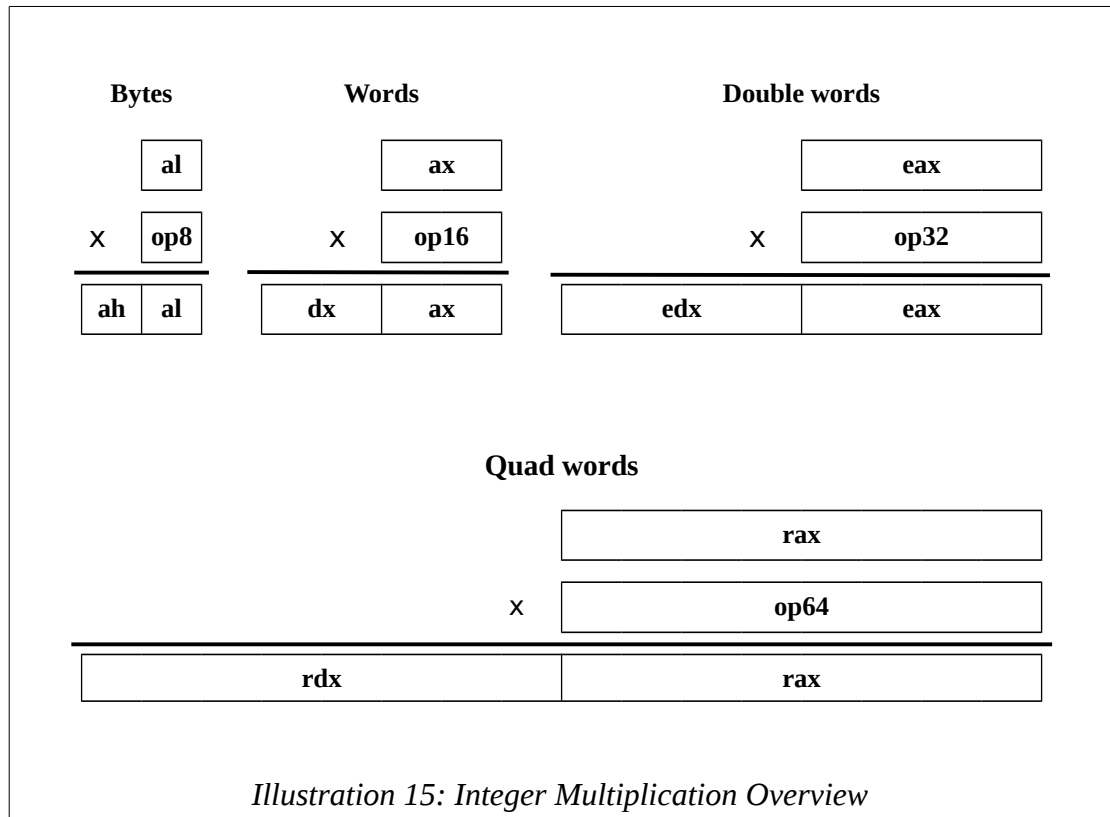 Bytes Words Double words
al ax eax
x op8 x op16 x op32
ah al dx ax edx eax
Quad words
rax
x op64
rdx rax
Illustration 15: Integer Multiplication Overview